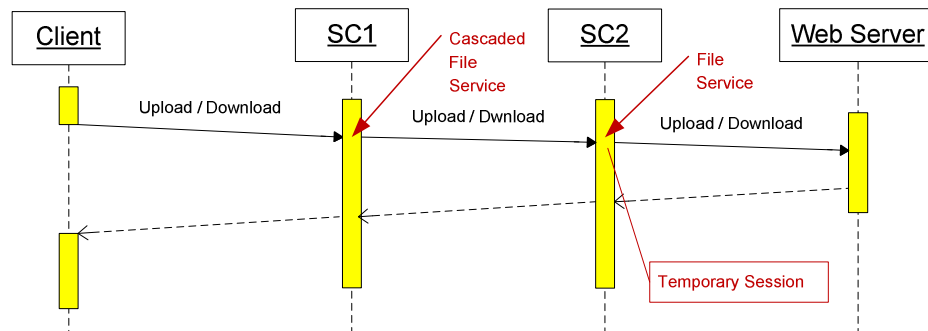 Client
SC1
SC2
Web Server
Cascaded
File
Service
File
Service
Upload / Download
Upload / Dwnload
Upload / Download
Temporary Session